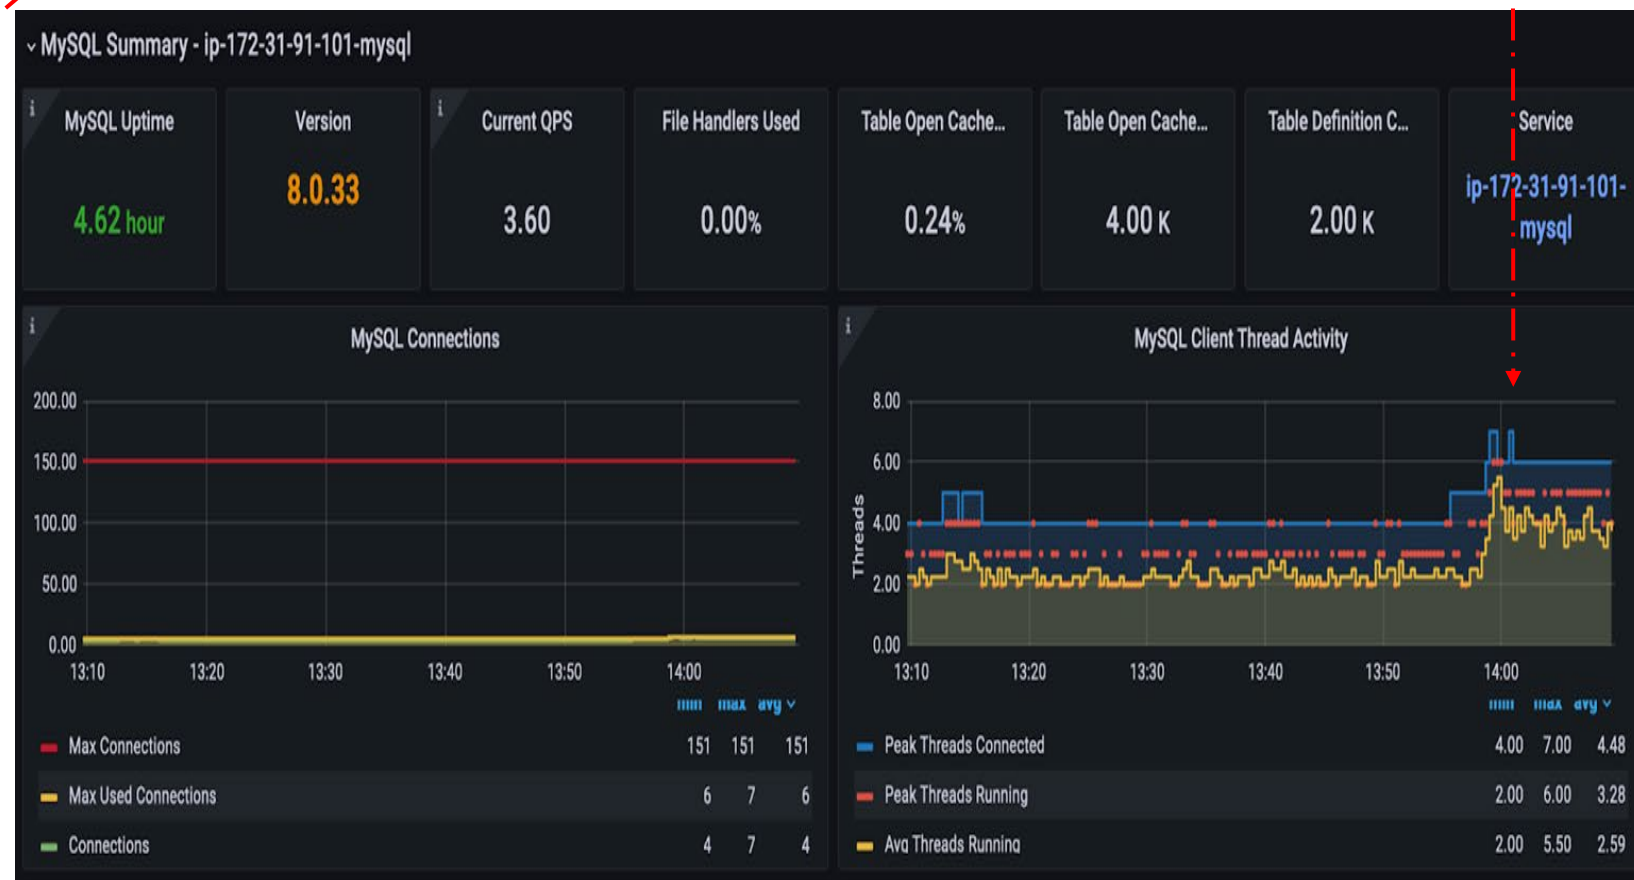 MySQL Summary - ip-172-31-91-101-mysql
MySQL Uptime
4.62 hour
Version
8.0.33
Current QPS
3.60
File Handlers Used
0.00%
Table Open Cache...
0.24%
Table Open Cache...
4.00 K
Table Definition C...
2.00 K
Service
ip-172-31-91-101-
mysql
MySQL Connections
200.00
150.00
100.00
50.00
0.00
13:10 13:20 13:30 13:40 13:50 14:00
min max avg
Max Connections 151 151 151
Max Used Connections 6 7 6
Connections 4 7 4
MySQL Client Thread Activity
Threads
8.00
6.00
4.00
2.00
0.00
13:10 13:20 13:30 13:40 13:50 14:00
min max avg
Peak Threads Connected 4.00 7.00 4.48
Peak Threads Running 2.00 6.00 3.28
Avg Threads Running 2.00 5.50 2.59